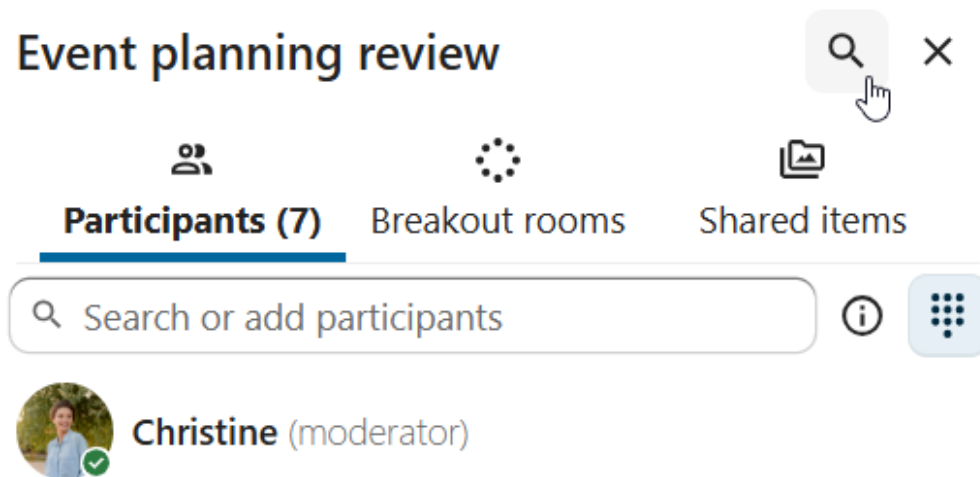 Event planning review
Participants (7) Breakout rooms Shared items
Search or add participants
Christine (moderator)